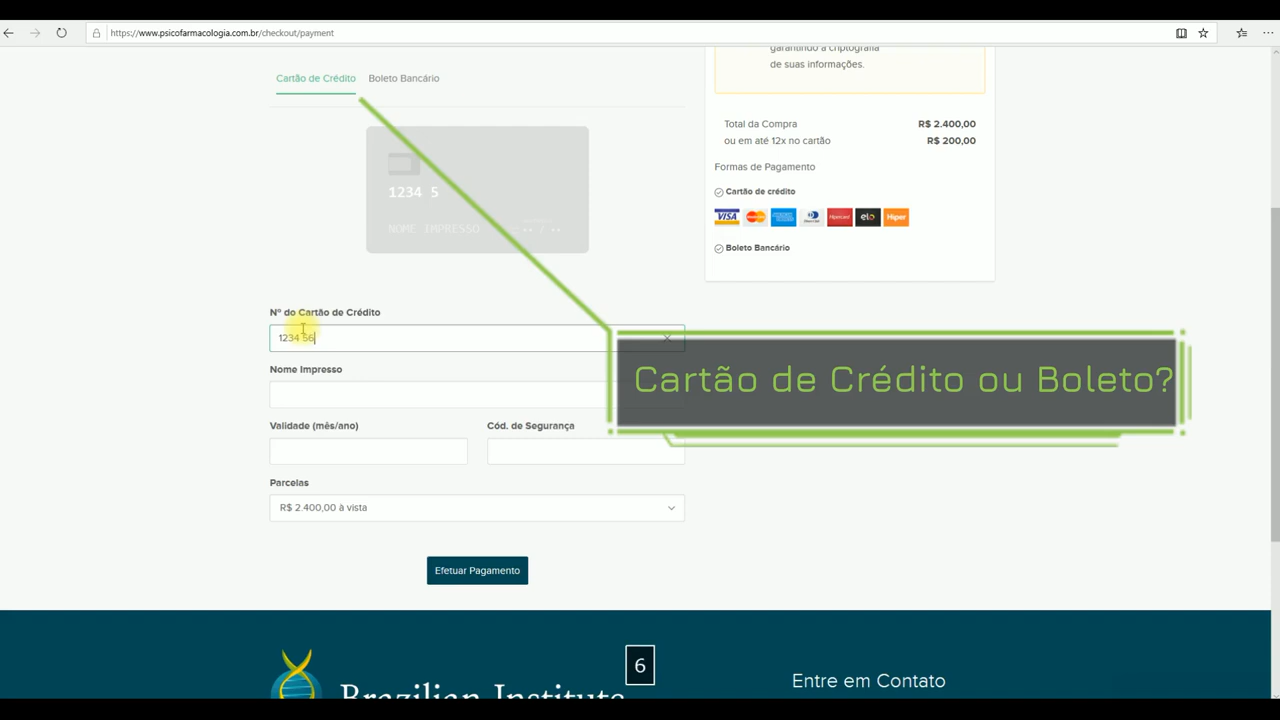 https://www.psicofarmacologia.com.br/checkout/payment
garantindo a criptografia
de suas informações.
Cartão de Crédito Boleto Bancário
Total da Compra R$ 2.400,00
ou em até 12x no cartão R$ 200,00
Formas de Pagamento
Cartão de crédito
VISA elo Hiper
Boleto Bancário
1234 5
NOME IMPRESSO •• / ••
Nº do Cartão de Crédito
1234 56
Nome Impresso
Cartão de Crédito ou Boleto?
Validade (mês/ano) Cód. de Segurança
Parcelas
R$ 2.400,00 à vista
Efetuar Pagamento
6
Brazilian Institute
Entre em Contato